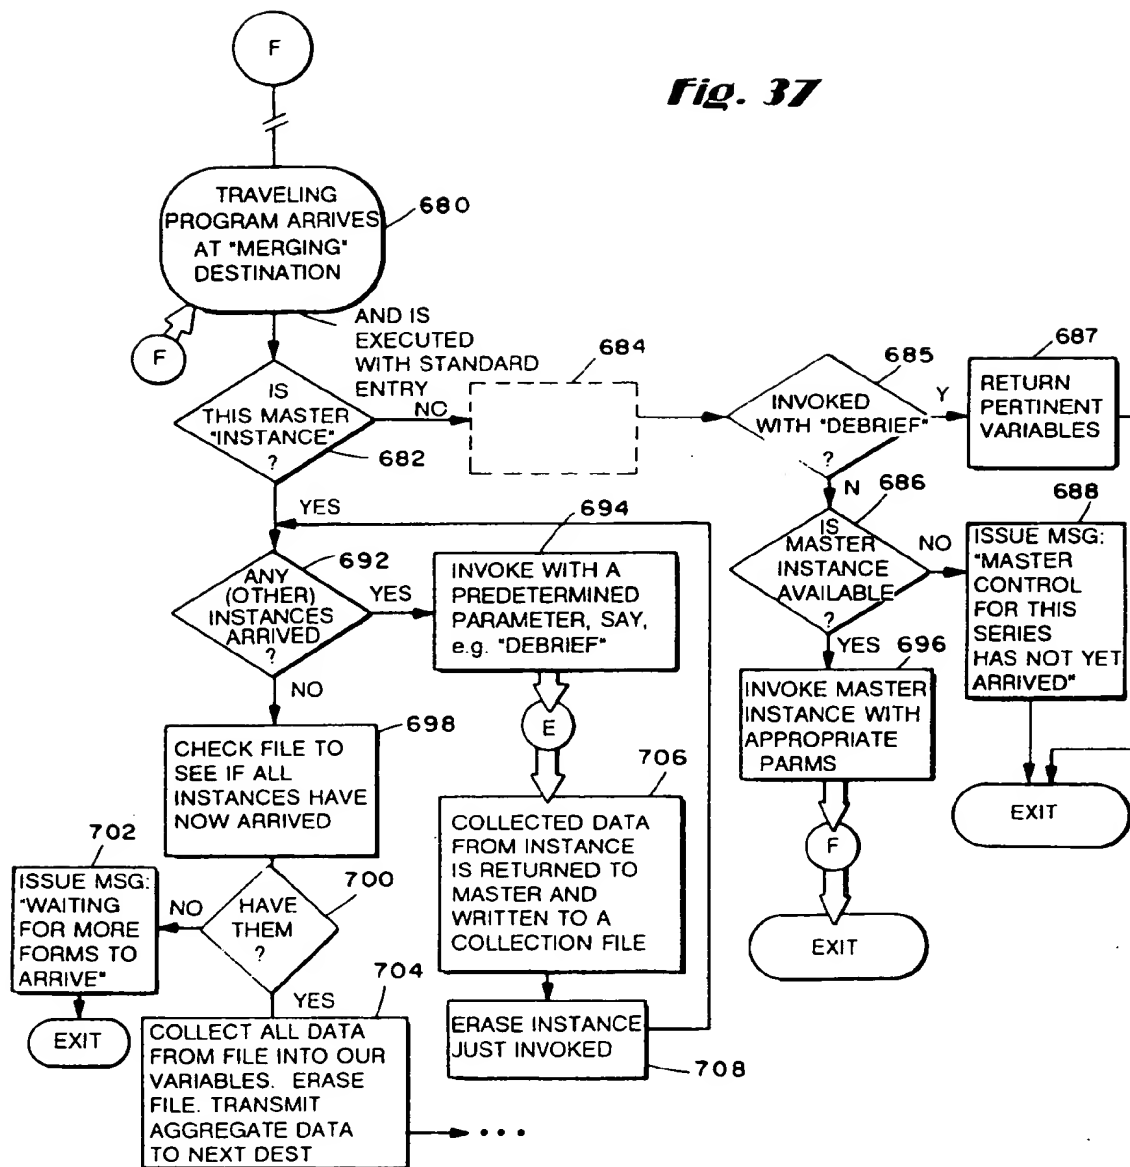 F
Fig. 37
TRAVELING
PROGRAM ARRIVES
AT "MERGING"
DESTINATION
680
F
AND IS
EXECUTED
WITH STANDARD
ENTRY
IS
THIS MASTER
"INSTANCE"
?
682
NC
684
685
INVOKED
WITH "DEBRIEF"
?
Y
687
RETURN
PERTINENT
VARIABLES
N
686
IS
MASTER
INSTANCE
AVAILABLE
?
NO
688
ISSUE MSG:
"MASTER
CONTROL
FOR THIS
SERIES
HAS NOT YET
ARRIVED"
YES
696
INVOKE MASTER
INSTANCE WITH
APPROPRIATE
PARMS
F
EXIT
EXIT
YES
692
ANY
(OTHER)
INSTANCES
ARRIVED
?
YES
694
INVOKE WITH A
PREDETERMINED
PARAMETER, SAY,
e.g. "DEBRIEF"
E
706
COLLECTED DATA
FROM INSTANCE
IS RETURNED TO
MASTER AND
WRITTEN TO A
COLLECTION FILE
ERASE INSTANCE
JUST INVOKED
708
NO
698
CHECK FILE TO
SEE IF ALL
INSTANCES HAVE
NOW ARRIVED
700
HAVE
THEM
?
NO
702
ISSUE MSG:
"WAITING
FOR MORE
FORMS TO
ARRIVE"
EXIT
YES
704
COLLECT ALL DATA
FROM FILE INTO OUR
VARIABLES. ERASE
FILE. TRANSMIT
AGGREGATE DATA
TO NEXT DEST
• • •